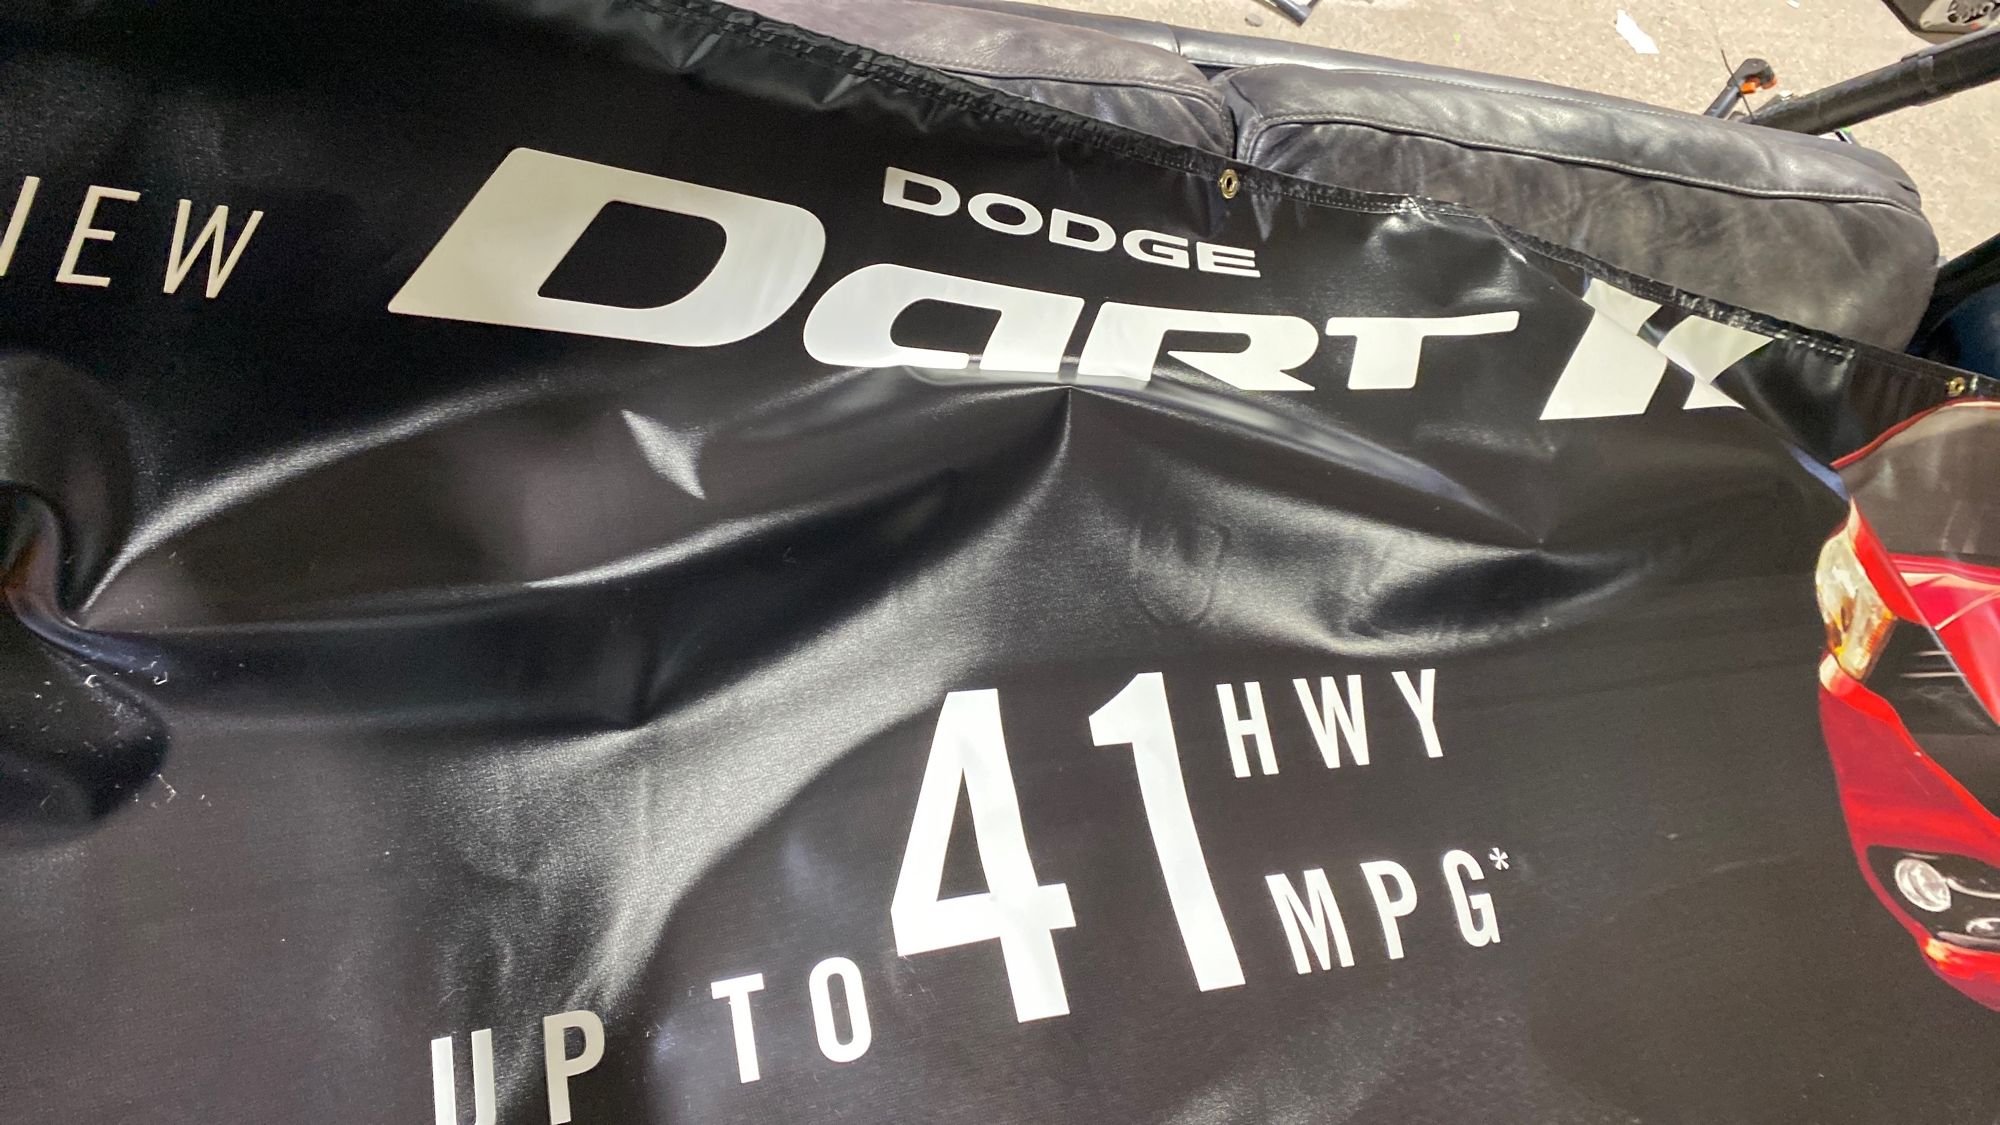 NEW
DODGE
Dart
UP TO 41 HWY
MPG*